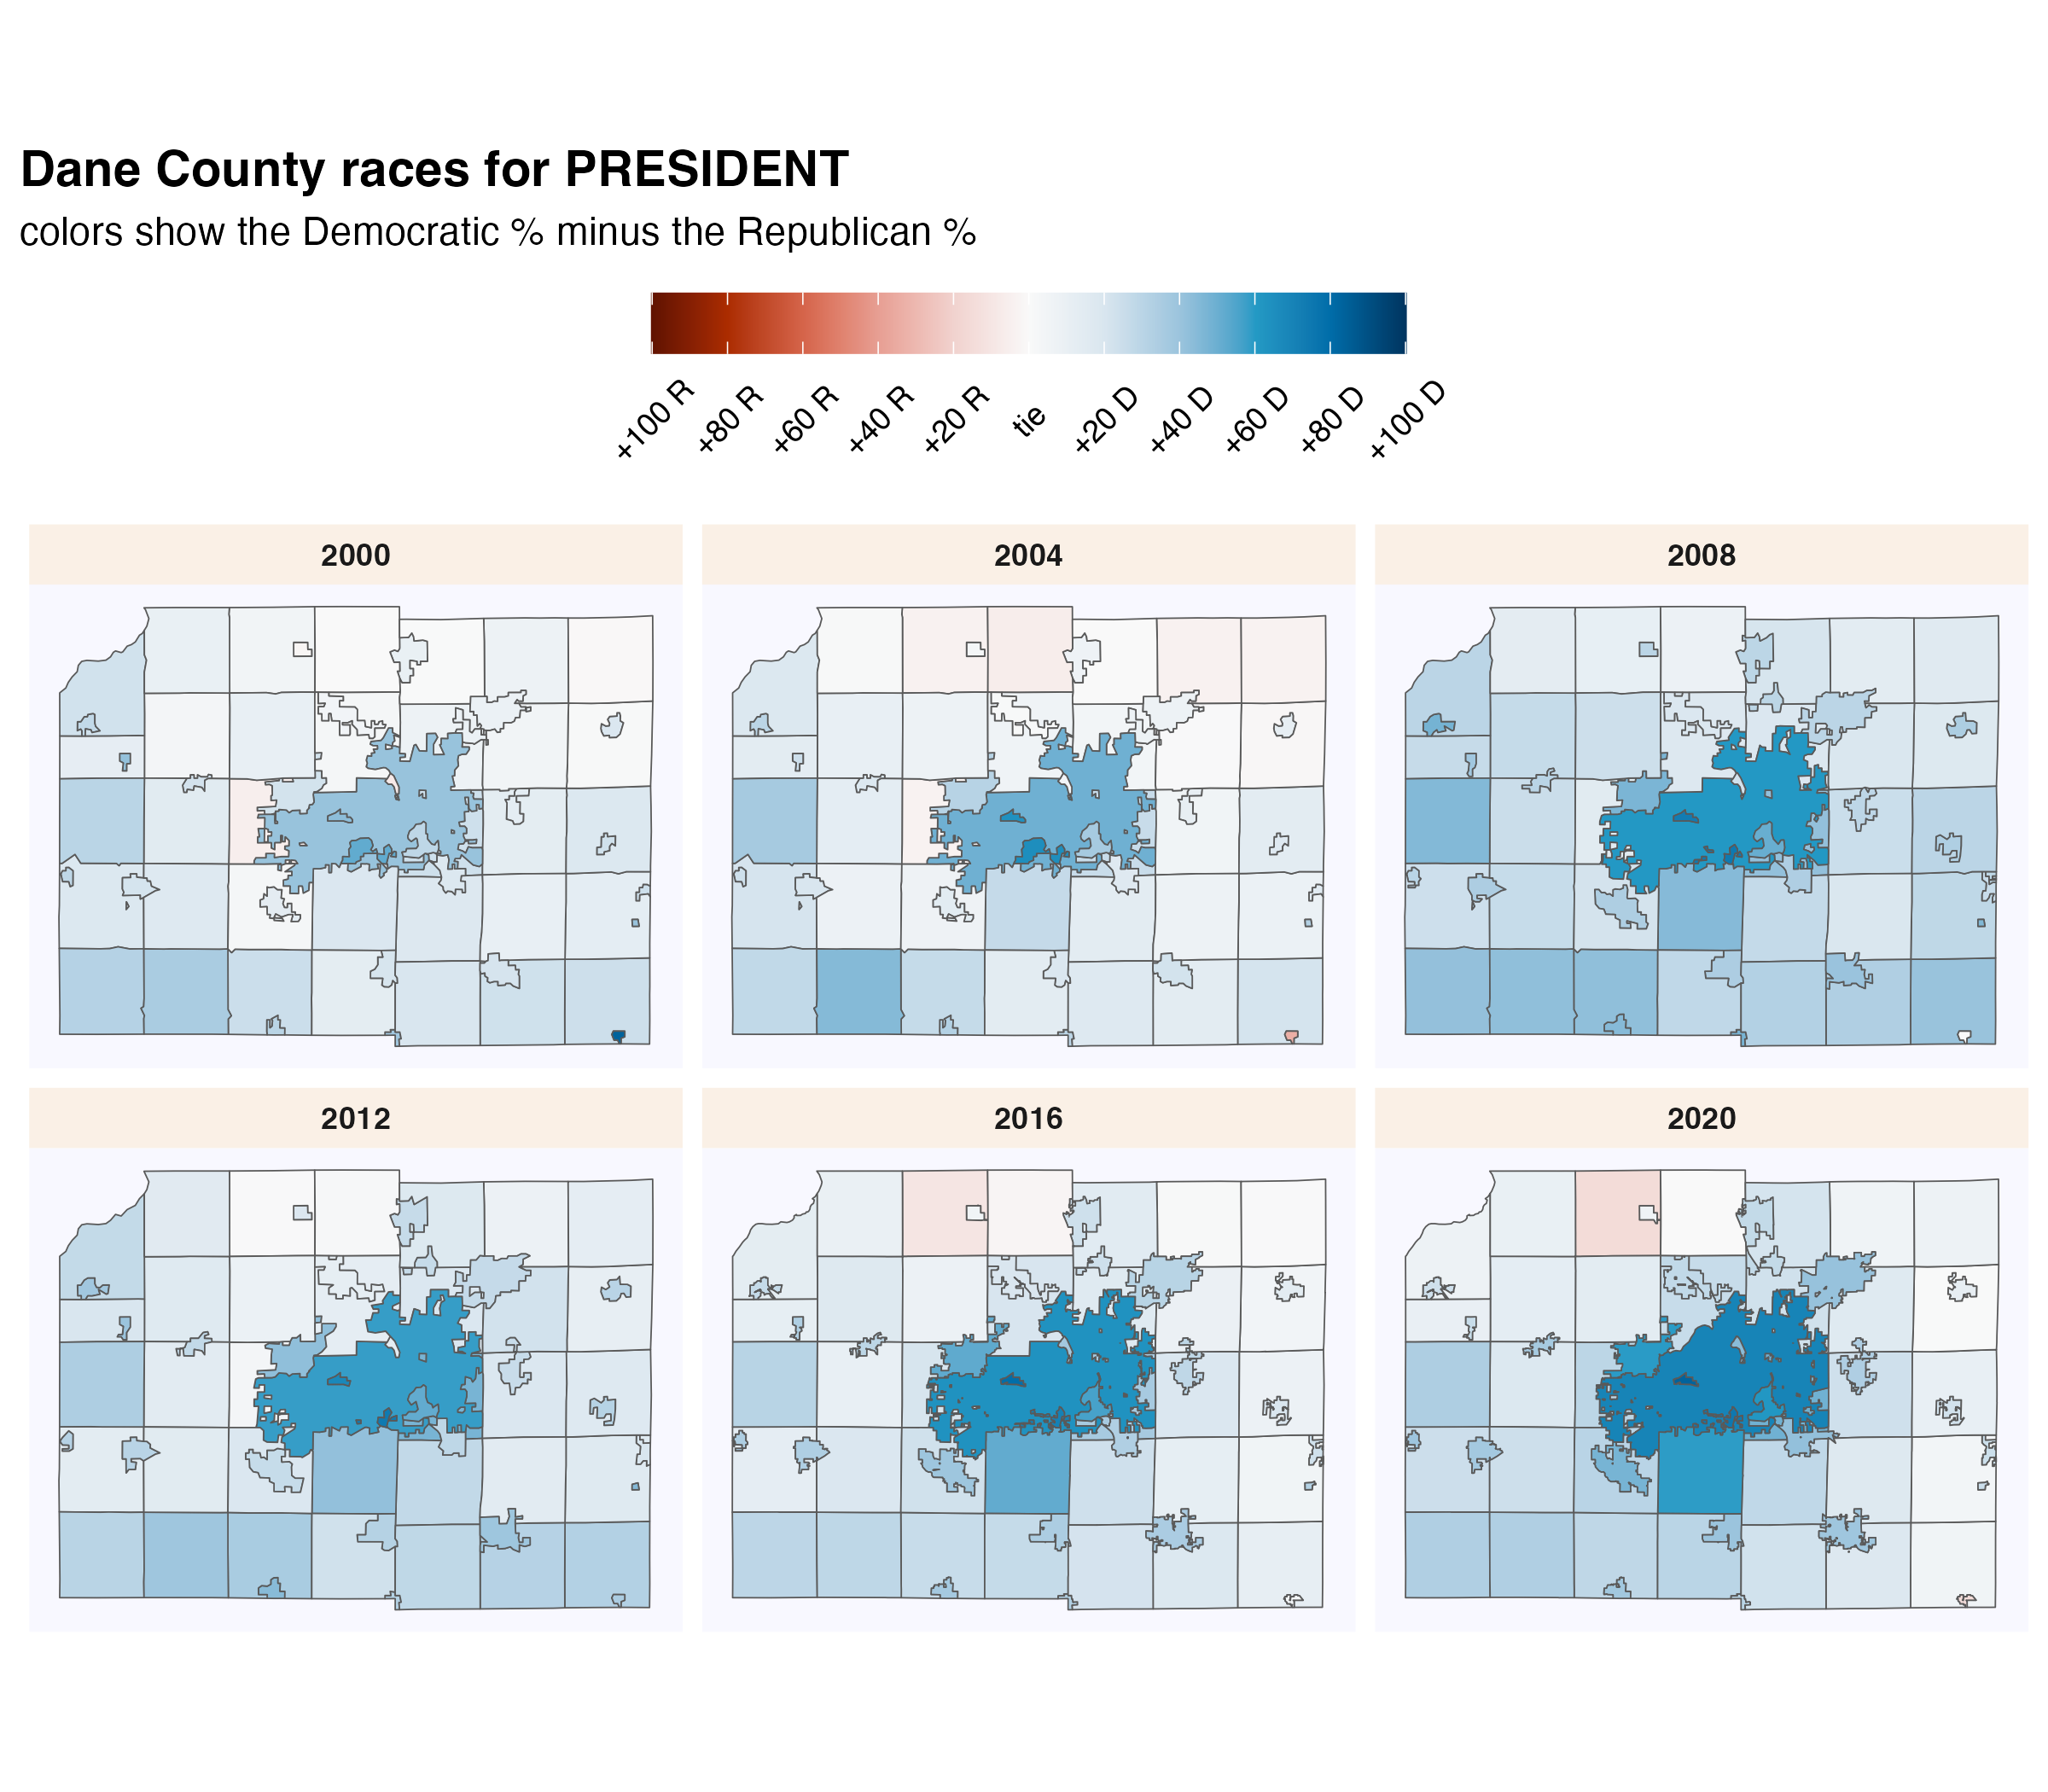 Dane County races for PRESIDENT
colors show the Democratic % minus the Republican %
+100 R +80 R +60 R +40 R +20 R tie +20 D +40 D +60 D +80 D +100 D
2000 2004 2008
2012 2016 2020